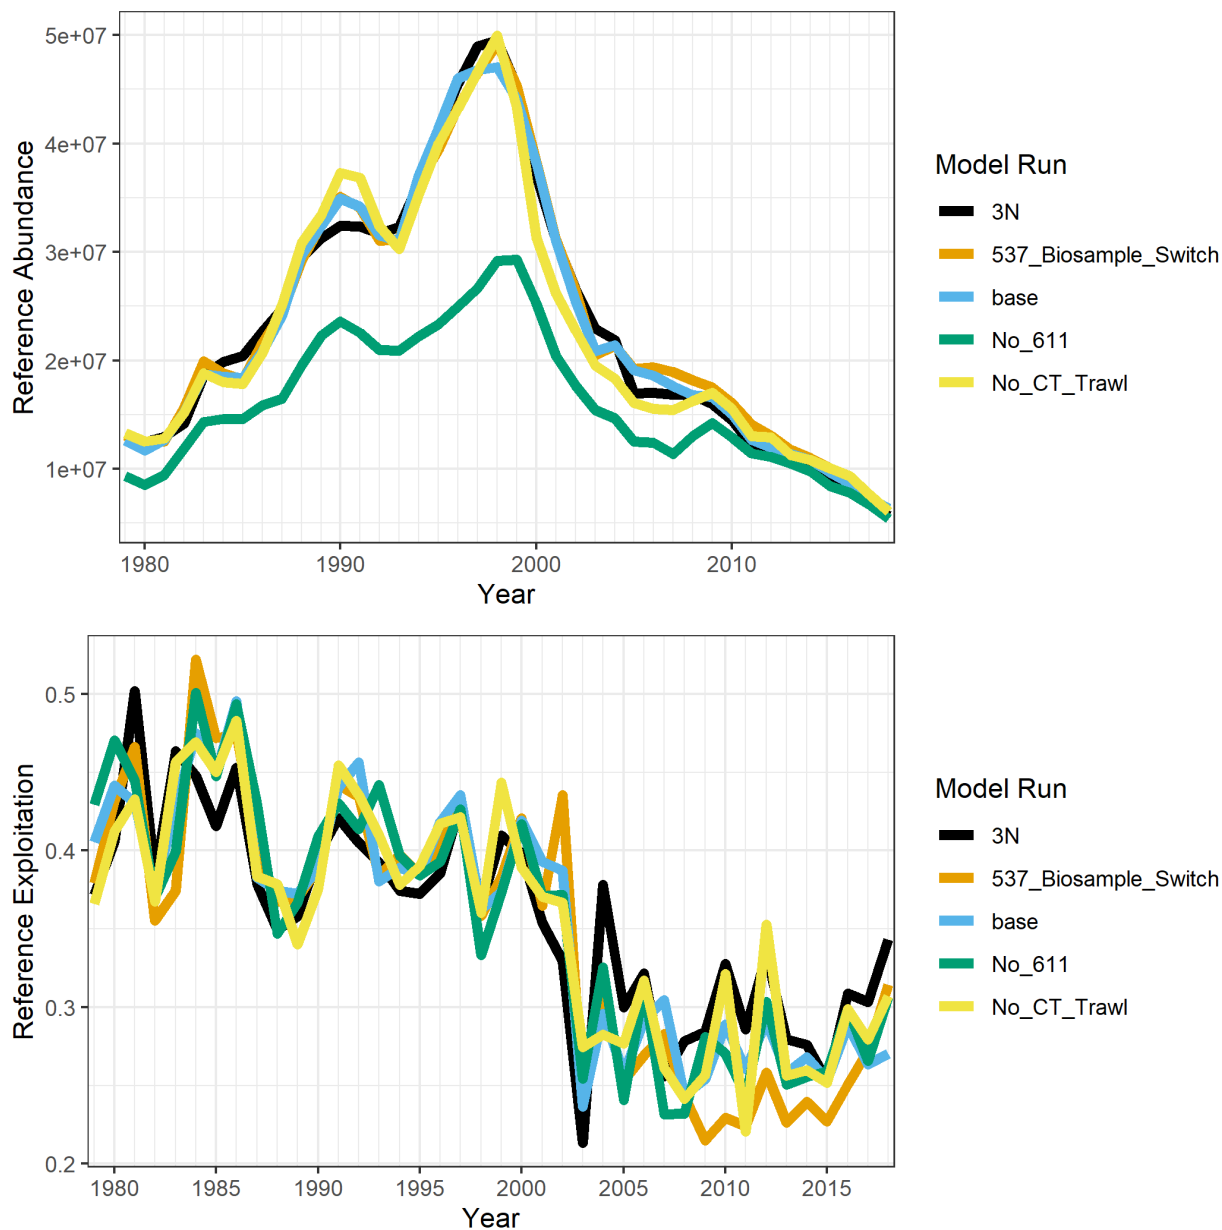 5e+07
4e+07
3e+07
2e+07
1e+07
Reference Abundance
1980 1990 2000 2010
Year
Model Run
3N
537_Biosample_Switch
base
No_611
No_CT_Trawl
0.5
0.4
0.3
0.2
Reference Exploitation
1980 1985 1990 1995 2000 2005 2010 2015
Year
Model Run
3N
537_Biosample_Switch
base
No_611
No_CT_Trawl